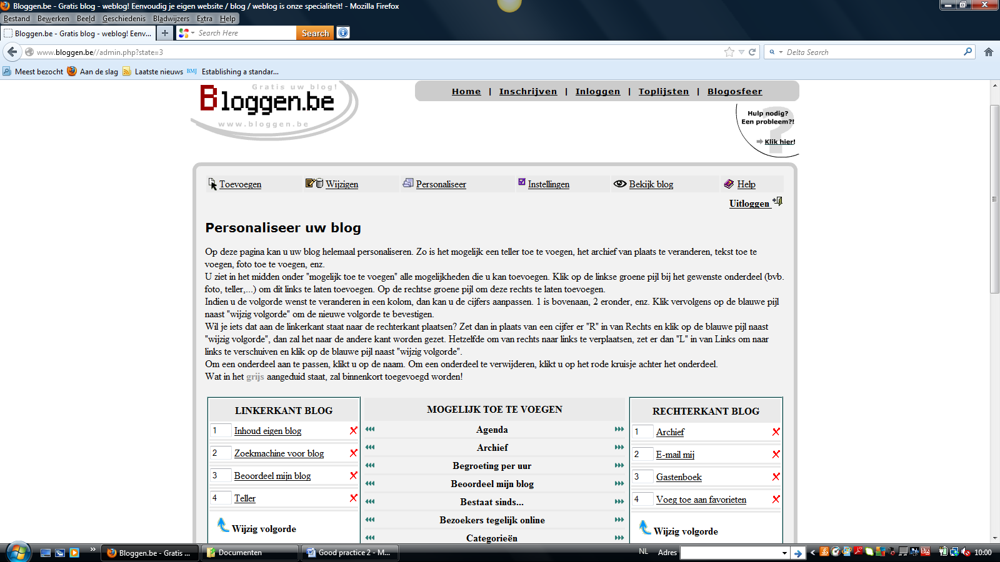 Bloggen.be - Gratis blog - weblog! Eenvoudig je eigen website / blog / weblog is onze specialiteit! - Mozilla Firefox
Bestand Bewerken Beeld Geschiedenis Bladwijzers Extra Help
Bloggen.be - Gratis blog - weblog! Eenv... Search Here Search
www.bloggen.be//admin.php?state=3 Delta Search
Meest bezocht Aan de slag Laatste nieuws BMJ Establishing a standar...
Gratis uw blog!
Bloggen.be
www.bloggen.be
Home | Inschrijven | Inloggen | Toplijsten | Blogosfeer
Hulp nodig?
Een probleem?!
Klik hier!
Toevoegen Wijzigen Personaliseer Instellingen Bekijk blog Help
Uitloggen
Personaliseer uw blog
Op deze pagina kan u uw blog helemaal personaliseren. Zo is het mogelijk een teller toe te voegen, het archief van plaats te veranderen, tekst toe te
voegen, foto toe te voegen, enz.
U ziet in het midden onder "mogelijk toe te voegen" alle mogelijkheden die u kan toevoegen. Klik op de linkse groene pijl bij het gewenste onderdeel (bvb.
foto, teller,...) om dit links te laten toevoegen. Op de rechtse groene pijl om deze rechts te laten toevoegen.
Indien u de volgorde wenst te veranderen in een kolom, dan kan u de cijfers aanpassen. 1 is bovenaan, 2 eronder, enz. Klik vervolgens op de blauwe pijl
naast "wijzig volgorde" om de nieuwe volgorde te bevestigen.
Wil je iets dat aan de linkerkant staat naar de rechterkant plaatsen? Zet dan in plaats van een cijfer er "R" in van Rechts en klik op de blauwe pijl naast
"wijzig volgorde", dan zal het naar de andere kant worden gezet. Hetzelfde om van rechts naar links te verplaatsen, zet er dan "L" in van Links om naar
links te verschuiven en klik op de blauwe pijl naast "wijzig volgorde".
Om een onderdeel aan te passen, klikt u op de naam. Om een onderdeel te verwijderen, klikt u op het rode kruisje achter het onderdeel.
Wat in het grijs aangeduid staat, zal binnenkort toegevoegd worden!
LINKERKANT BLOG
1 Inhoud eigen blog
2 Zoekmachine voor blog
3 Beoordeel mijn blog
4 Teller
Wijzig volgorde
MOGELIJK TOE TE VOEGEN
Agenda
Archief
Begroeting per uur
Beoordeel mijn blog
Bestaat sinds...
Bezoekers tegelijk online
Categorieën
RECHTERKANT BLOG
1 Archief
2 E-mail mij
3 Gastenboek
4 Voeg toe aan favorieten
Wijzig volgorde
Bloggen.be - Gratis ... Documenten Good practice 2 - M... NL Adres 10:00